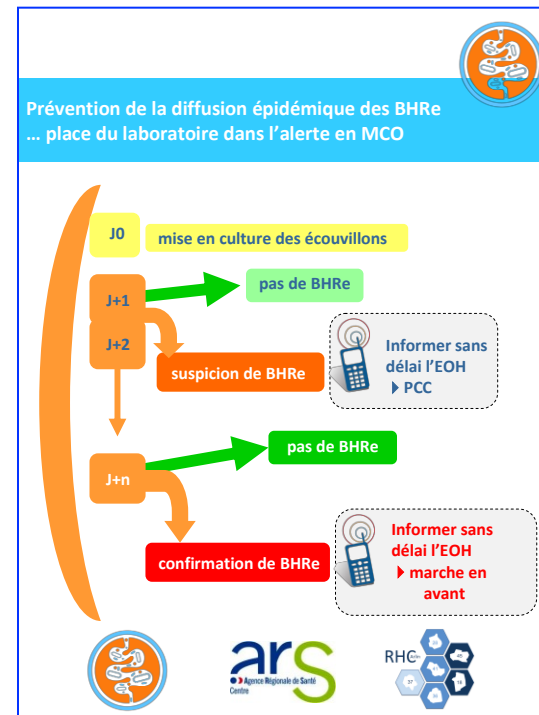 Prévention de la diffusion épidémique des BHRe
... place du laboratoire dans l'alerte en MCO
J0
mise en culture des écouvillons
pas de BHRe
J+1
J+2
suspicion de BHRe
Informer sans
délai l'EOH
PCC
pas de BHRe
J+n
confirmation de BHRe
Informer sans
délai l'EOH
marche en
avant
ars
Agence Régionale de Santé
Centre
RHC